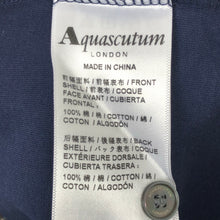 Aquascutum
LONDON
MADE IN CHINA
前幅面料 / 前幅表布 / FRONT
SHELL / 前身頃表布 / COQUE
FACE AVANT / CUBIERTA
FRONTAL :
100% 棉 / 棉 / COTTON / 綿 /
COTON / ALGODÓN
后幅面料 / 後幅表布 / BACK
SHELL / バック表布 / COQUE
EXTÉRIEURE DORSALE /
CUBIERTA TRASERA :
100% 棉 / 棉 / COTTON / 綿 /
COTON / ALGODÓN